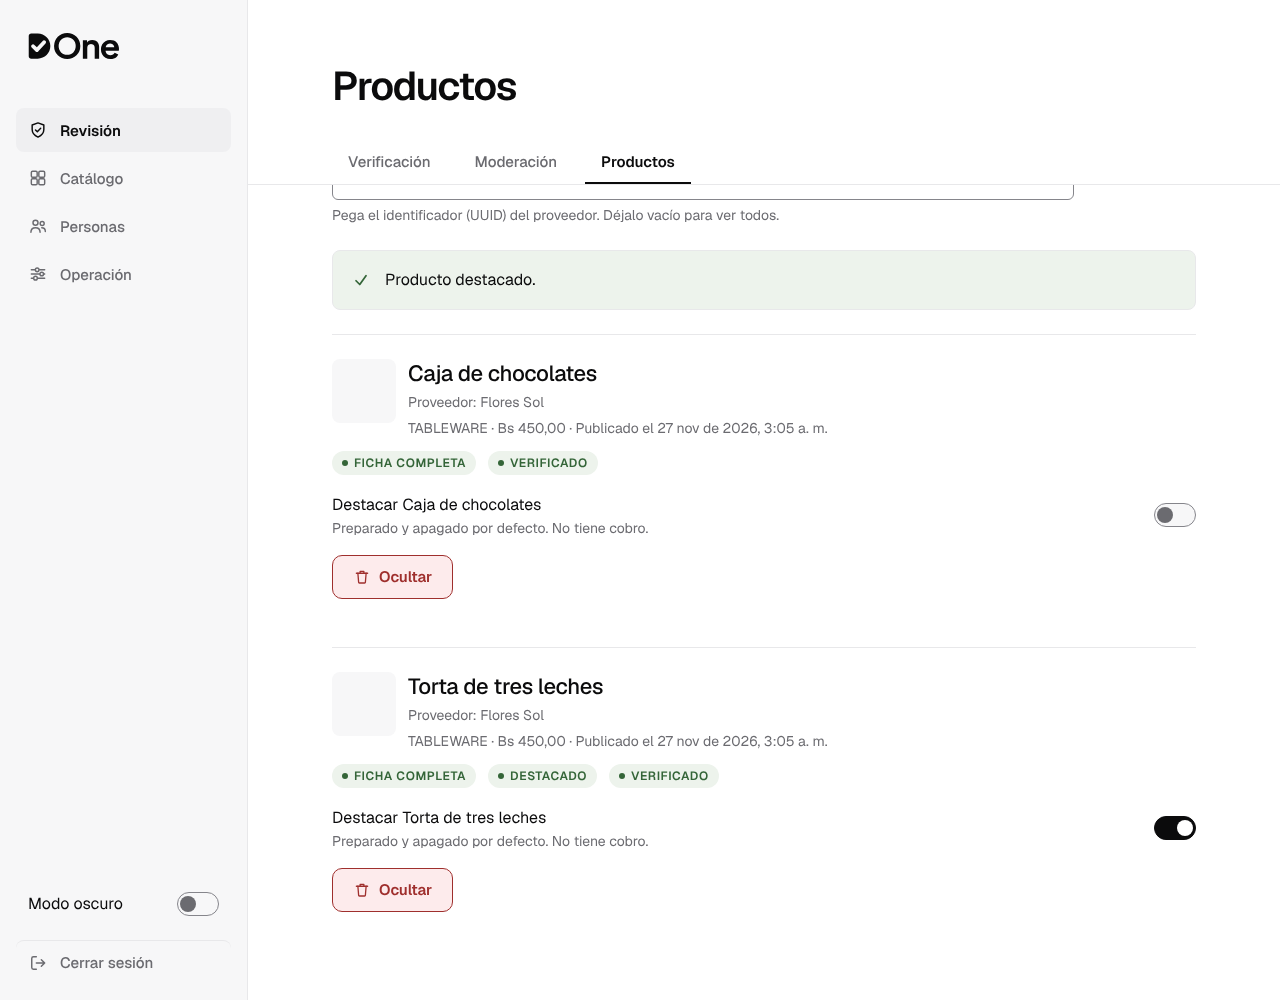 One
Revisión
Catálogo
Personas
Operación
Modo oscuro
Cerrar sesión
Productos
Verificación
Moderación
Productos
Pega el identificador (UUID) del proveedor. Déjalo vacío para ver todos.
Producto destacado.
Caja de chocolates
Proveedor: Flores Sol
TABLEWARE · Bs 450,00 · Publicado el 27 nov de 2026, 3:05 a. m.
FICHA COMPLETA
VERIFICADO
Destacar Caja de chocolates
Preparado y apagado por defecto. No tiene cobro.
Ocultar
Torta de tres leches
Proveedor: Flores Sol
TABLEWARE · Bs 450,00 · Publicado el 27 nov de 2026, 3:05 a. m.
FICHA COMPLETA
DESTACADO
VERIFICADO
Destacar Torta de tres leches
Preparado y apagado por defecto. No tiene cobro.
Ocultar